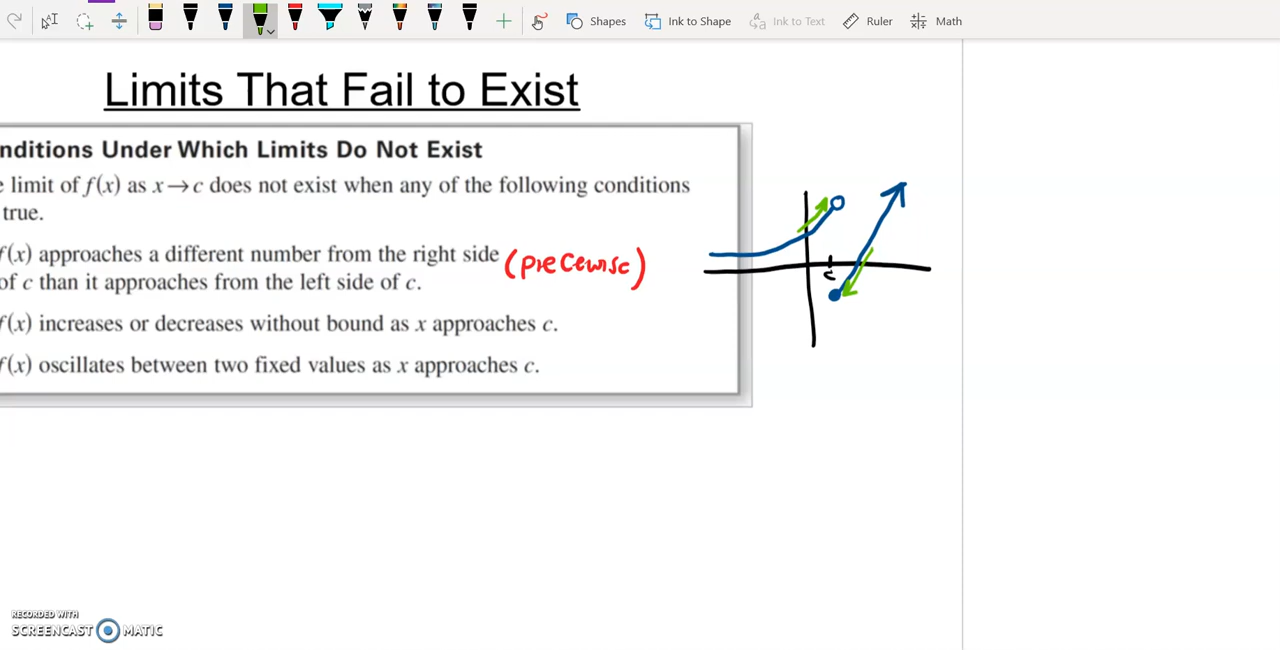 Shapes Ink to Shape Ink to Text Ruler Math
Limits That Fail to Exist
nditions Under Which Limits Do Not Exist
e limit of f(x) as x→c does not exist when any of the following conditions
true.
f(x) approaches a different number from the right side (piecewise)
of c than it approaches from the left side of c.
c
f(x) increases or decreases without bound as x approaches c.
f(x) oscillates between two fixed values as x approaches c.
RECORDED WITH
SCREENCAST MATIC